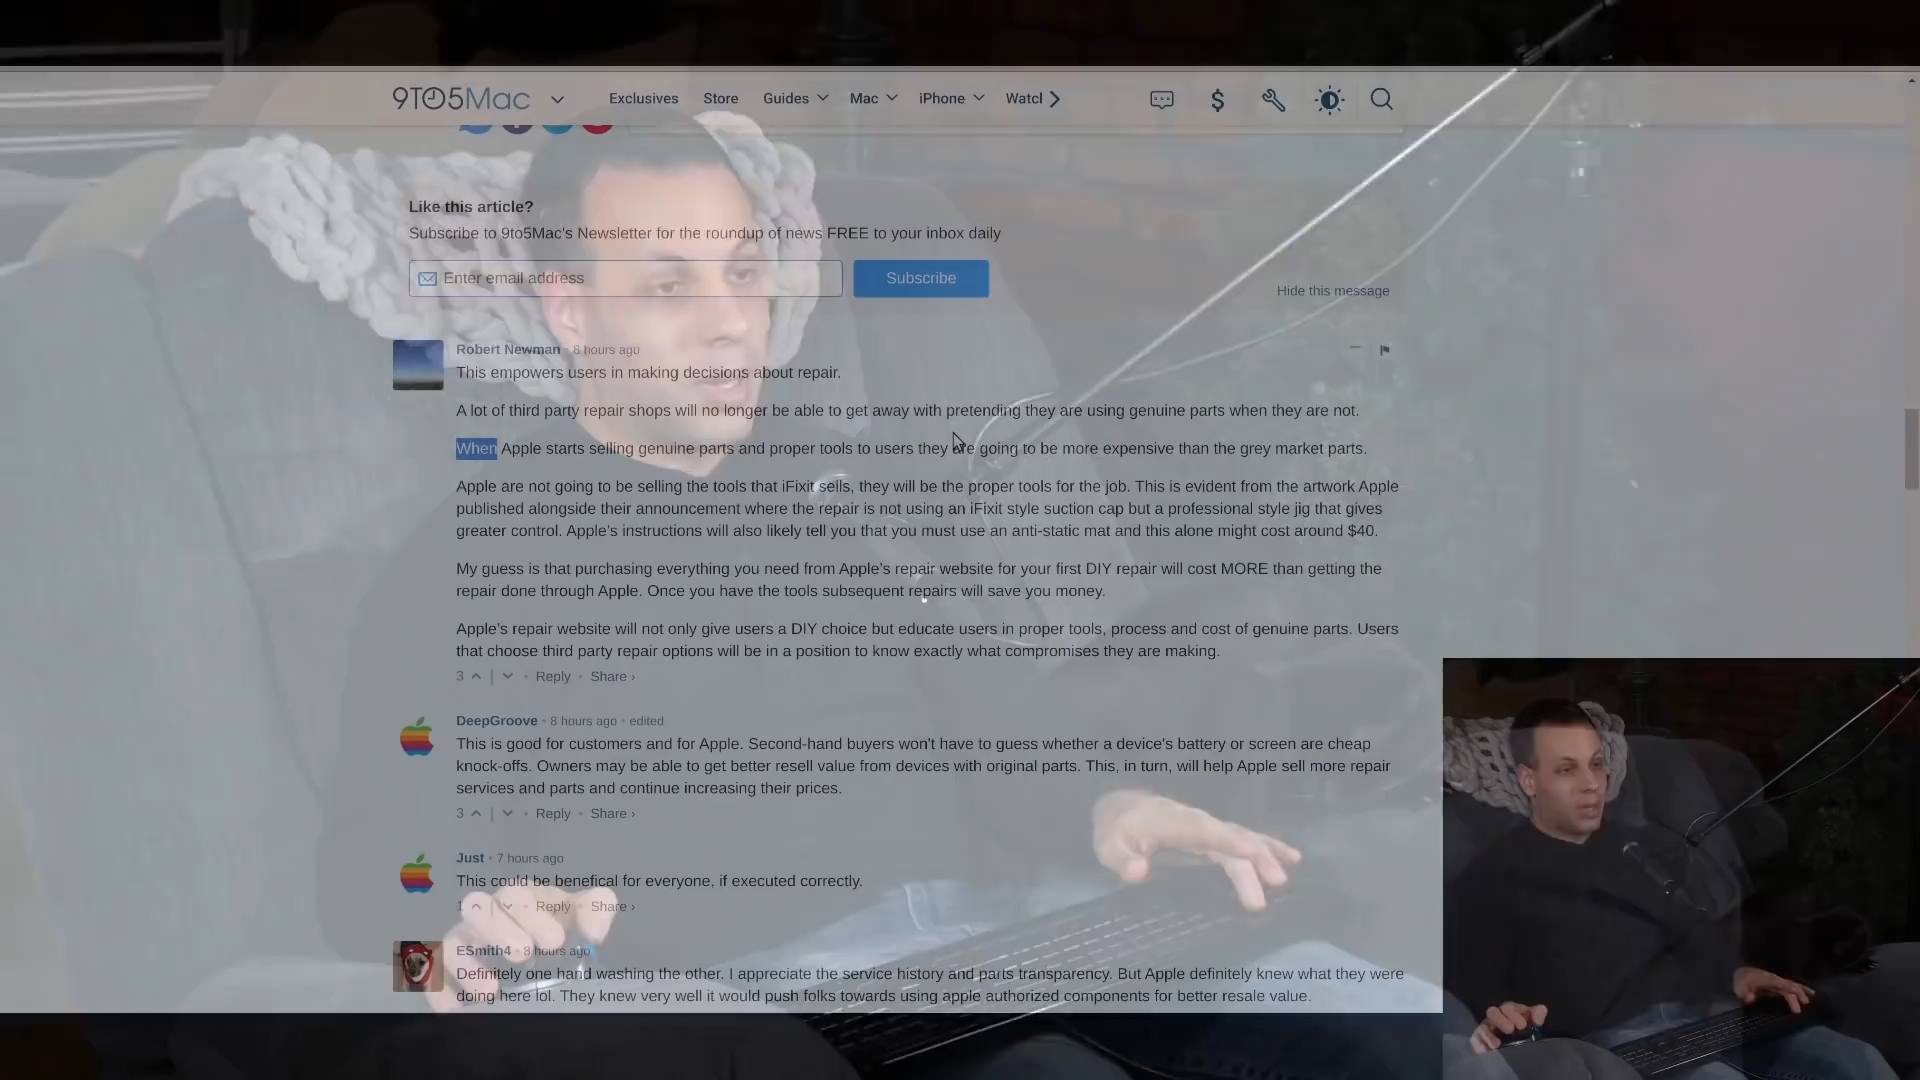 9TO5Mac Exclusives Store Guides Mac iPhone Watcl
Like this article?
Subscribe to 9to5Mac's Newsletter for the roundup of news FREE to your inbox daily
Enter email address Subscribe
Hide this message
Robert Newman • 8 hours ago
This empowers users in making decisions about repair.
A lot of third party repair shops will no longer be able to get away with pretending they are using genuine parts when they are not.
When Apple starts selling genuine parts and proper tools to users they are going to be more expensive than the grey market parts.
Apple are not going to be selling the tools that iFixit sells, they will be the proper tools for the job. This is evident from the artwork Apple
published alongside their announcement where the repair is not using an iFixit style suction cap but a professional style jig that gives
greater control. Apple’s instructions will also likely tell you that you must use an anti-static mat and this alone might cost around $40.
My guess is that purchasing everything you need from Apple’s repair website for your first DIY repair will cost MORE than getting the
repair done through Apple. Once you have the tools subsequent repairs will save you money.
Apple’s repair website will not only give users a DIY choice but educate users in proper tools, process and cost of genuine parts. Users
that choose third party repair options will be in a position to know exactly what compromises they are making.
3 | • Reply • Share ›
DeepGroove • 8 hours ago • edited
This is good for customers and for Apple. Second-hand buyers won't have to guess whether a device's battery or screen are cheap
knock-offs. Owners may be able to get better resell value from devices with original parts. This, in turn, will help Apple sell more repair
services and parts and continue increasing their prices.
3 | • Reply • Share ›
Just • 7 hours ago
This could be benefical for everyone, if executed correctly.
1 | • Reply • Share ›
ESmith4 • 8 hours ago
Definitely one hand washing the other. I appreciate the service history and parts transparency. But Apple definitely knew what they were
doing here lol. They knew very well it would push folks towards using apple authorized components for better resale value.